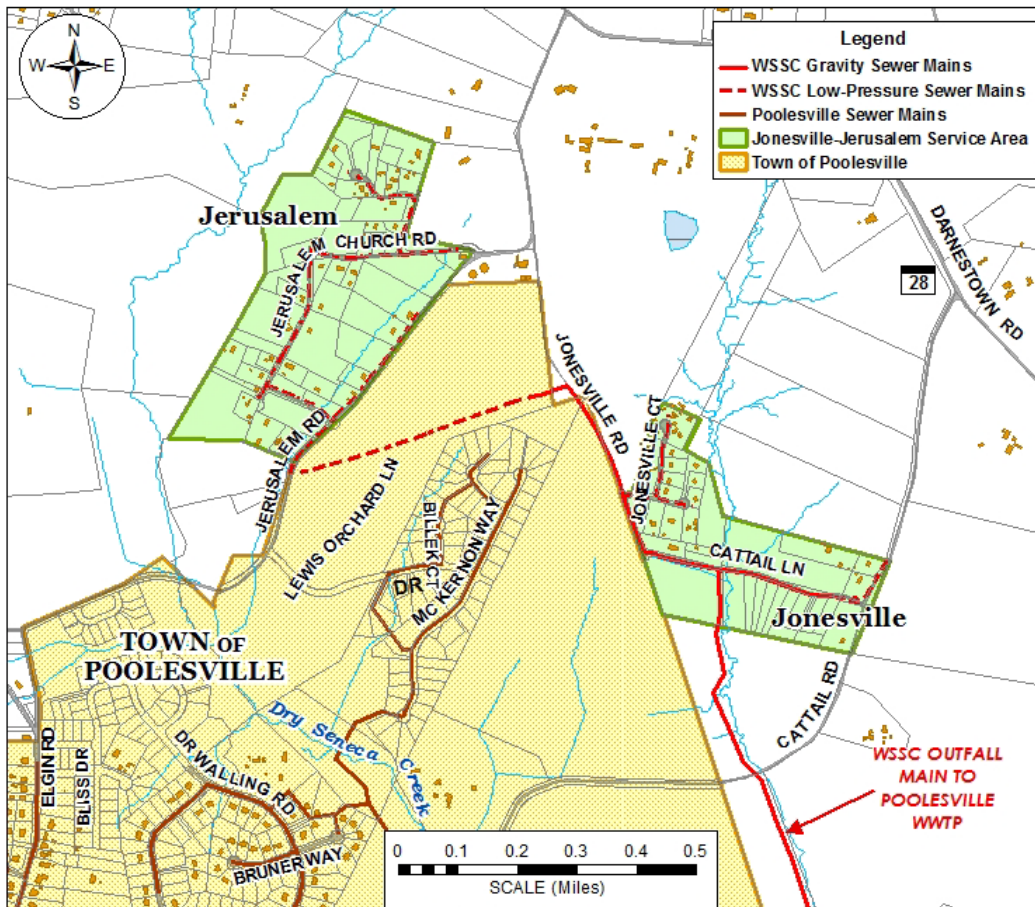 N
W E
S
Legend
WSSC Gravity Sewer Mains
WSSC Low-Pressure Sewer Mains
Poolesville Sewer Mains
Jonesville-Jerusalem Service Area
Town of Poolesville
Jerusalem
JERUSALEM CHURCH RD
DARNESTOWN RD
28
JONESVILLE RD
JERUSALEM RD
JONESVILLE CT
LEWIS ORCHARD LN
BILLEK CT
DR
MC KERNON WAY
CATTAIL LN
Jonesville
TOWN OF
POOLESVILLE
CATTAIL RD
Dry Seneca Creek
ELGIN RD
BLISS DR
DR WALLING RD
BRUNER WAY
WSSC OUTFALL
MAIN TO
POOLESVILLE
WWTP
0 0.1 0.2 0.3 0.4 0.5
SCALE (Miles)